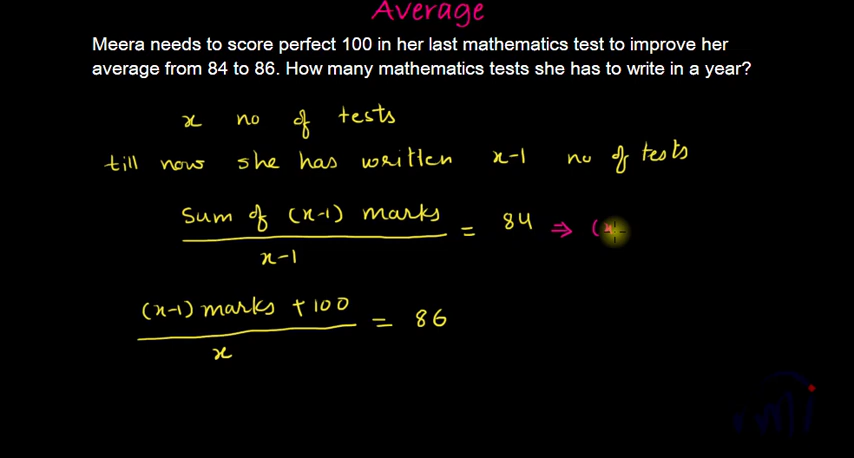 Average
Meera needs to score perfect 100 in her last mathematics test to improve her
average from 84 to 86. How many mathematics tests she has to write in a year?
x no of tests
till now she has written x-1 no of tests
Sum of (x-1) marks
x-1
= 84 ⇒ (x
(x-1) marks + 100
x
= 86